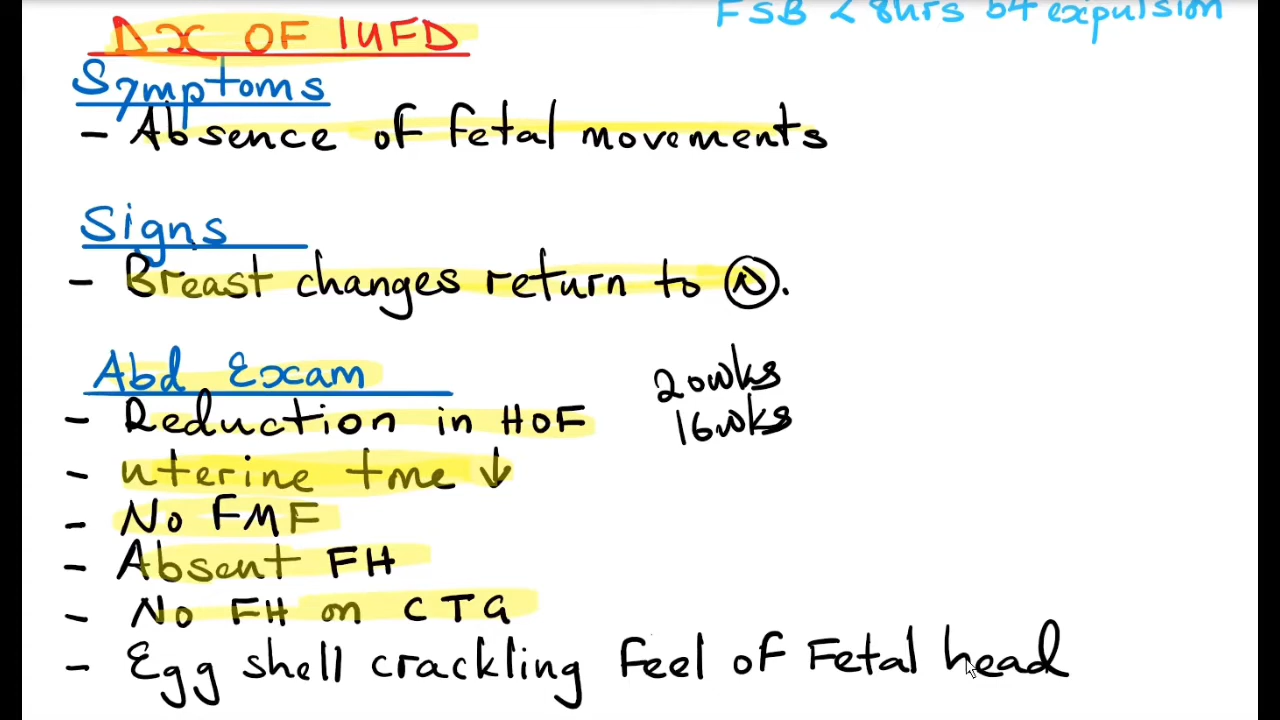 FSB < 8hrs b4 expulsion
Dx OF IUFD
Symptoms
- Absence of fetal movements
Signs
- Breast changes return to N.
Abd Exam
- Reduction in HOF
20wks
16wks
- uterine tone ↓
- No FMF
- Absent FH
- No FH on CTG
- Egg shell crackling feel of Fetal head